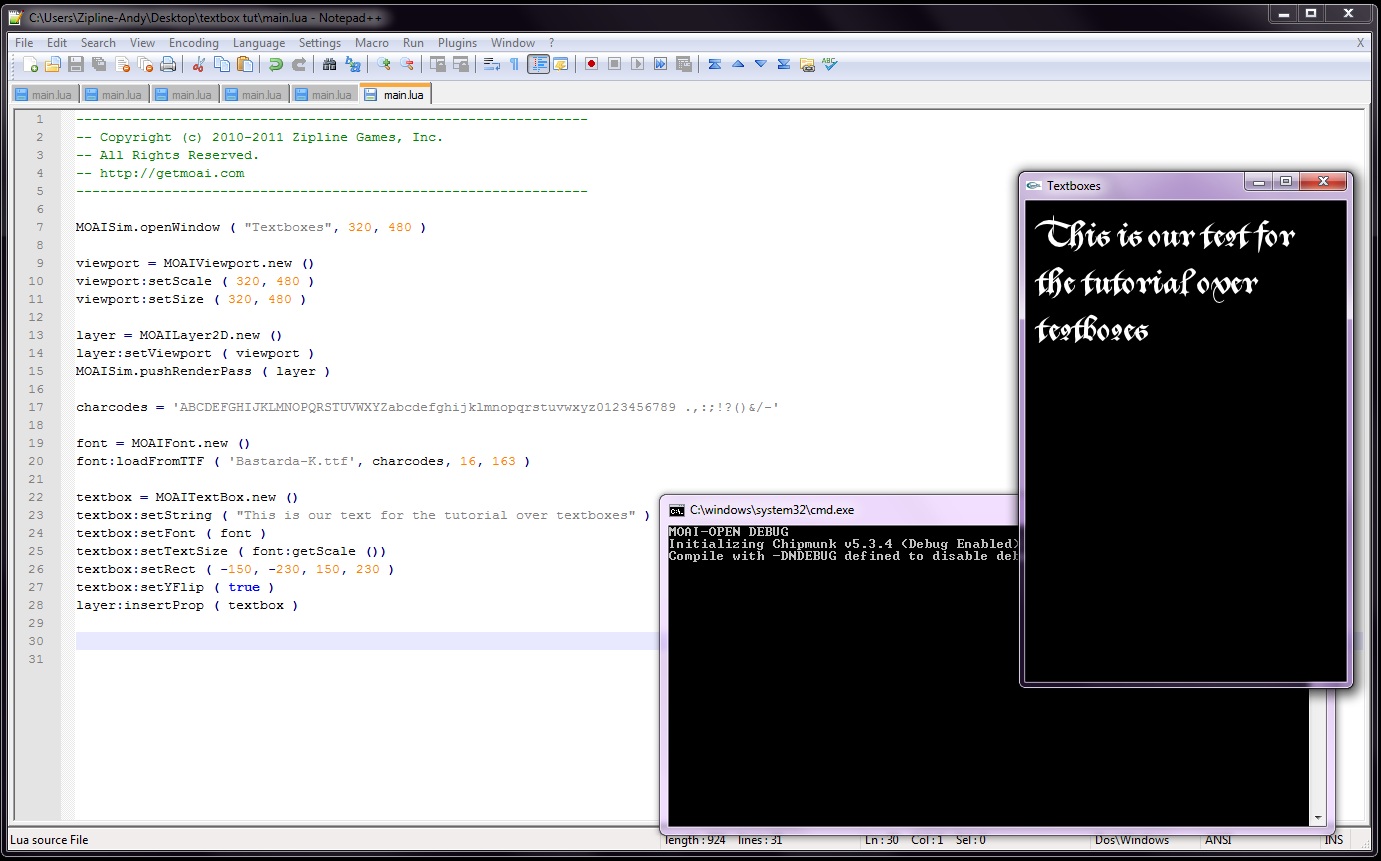 C:\Users\Zipline-Andy\Desktop\textbox tut\main.lua - Notepad++
File Edit Search View Encoding Language Settings Macro Run Plugins Window ? X
main.lua main.lua main.lua main.lua main.lua main.lua
1 ----------------------------------------------------------------
2 -- Copyright (c) 2010-2011 Zipline Games, Inc.
3 -- All Rights Reserved.
4 -- http://getmoai.com
5 ----------------------------------------------------------------
6
7 MOAISim.openWindow ( "Textboxes", 320, 480 )
8
9 viewport = MOAIViewport.new ()
10 viewport:setScale ( 320, 480 )
11 viewport:setSize ( 320, 480 )
12
13 layer = MOAILayer2D.new ()
14 layer:setViewport ( viewport )
15 MOAISim.pushRenderPass ( layer )
16
17 charcodes = 'ABCDEFGHIJKLMNOPQRSTUVWXYZabcdefghijklmnopqrstuvwxyz0123456789 .,:;!?()&/-'
18
19 font = MOAIFont.new ()
20 font:loadFromTTF ( 'Bastarda-K.ttf', charcodes, 16, 163 )
21
22 textbox = MOAITextBox.new ()
23 textbox:setString ( "This is our text for the tutorial over textboxes" )
24 textbox:setFont ( font )
25 textbox:setTextSize ( font:getScale ())
26 textbox:setRect ( -150, -230, 150, 230 )
27 textbox:setYFlip ( true )
28 layer:insertProp ( textbox )
29
30
31
Textboxes
This is our text for
the tutorial over
textboxes
C:\windows\system32\cmd.exe
MOAI-OPEN DEBUG
Initializing Chipmunk v5.3.4 (Debug Enabled)
Compile with -DNDEBUG defined to disable deb
Lua source File length : 924 lines : 31 Ln : 30 Col : 1 Sel : 0 Dos\Windows ANSI INS